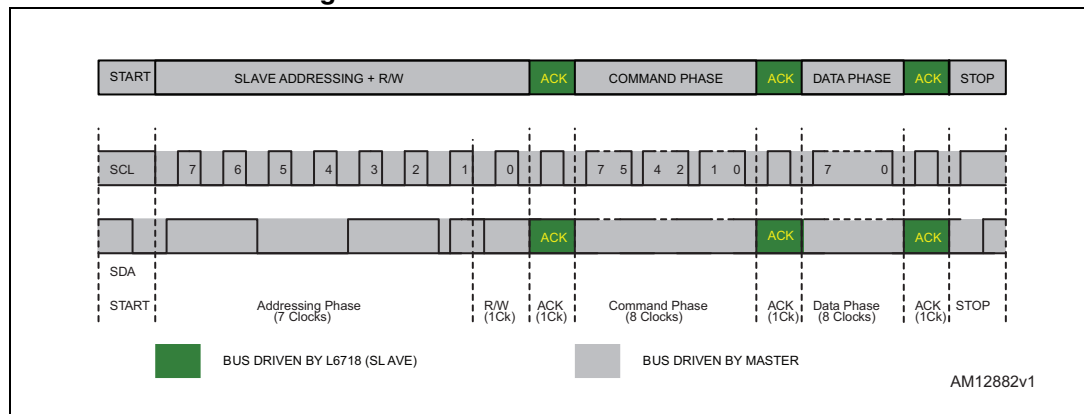 START SLAVE ADDRESSING + R/W ACK COMMAND PHASE ACK DATA PHASE ACK STOP
SCL 7 6 5 4 3 2 1 0 7 5 4 2 1 0 7 0
ACK ACK ACK
SDA
START Addressing Phase R/W ACK Command Phase ACK Data Phase ACK STOP
(7 Clocks) (1Ck) (1Ck) (8 Clocks) (1Ck) (8 Clocks) (1Ck)
BUS DRIVEN BY L6718 (SLAVE) BUS DRIVEN BY MASTER
AM12882v1